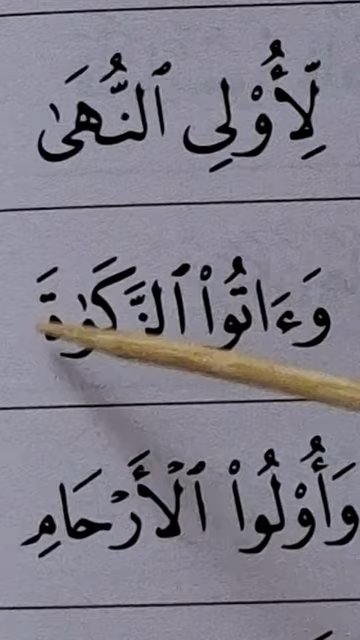 لِّأُوْلِى ٱلنُّهَىٰ
وَءَاتُوا۟ ٱلزَّكَوٰةَ
وَأُوْلُوا۟ ٱلْأَرْحَامِ